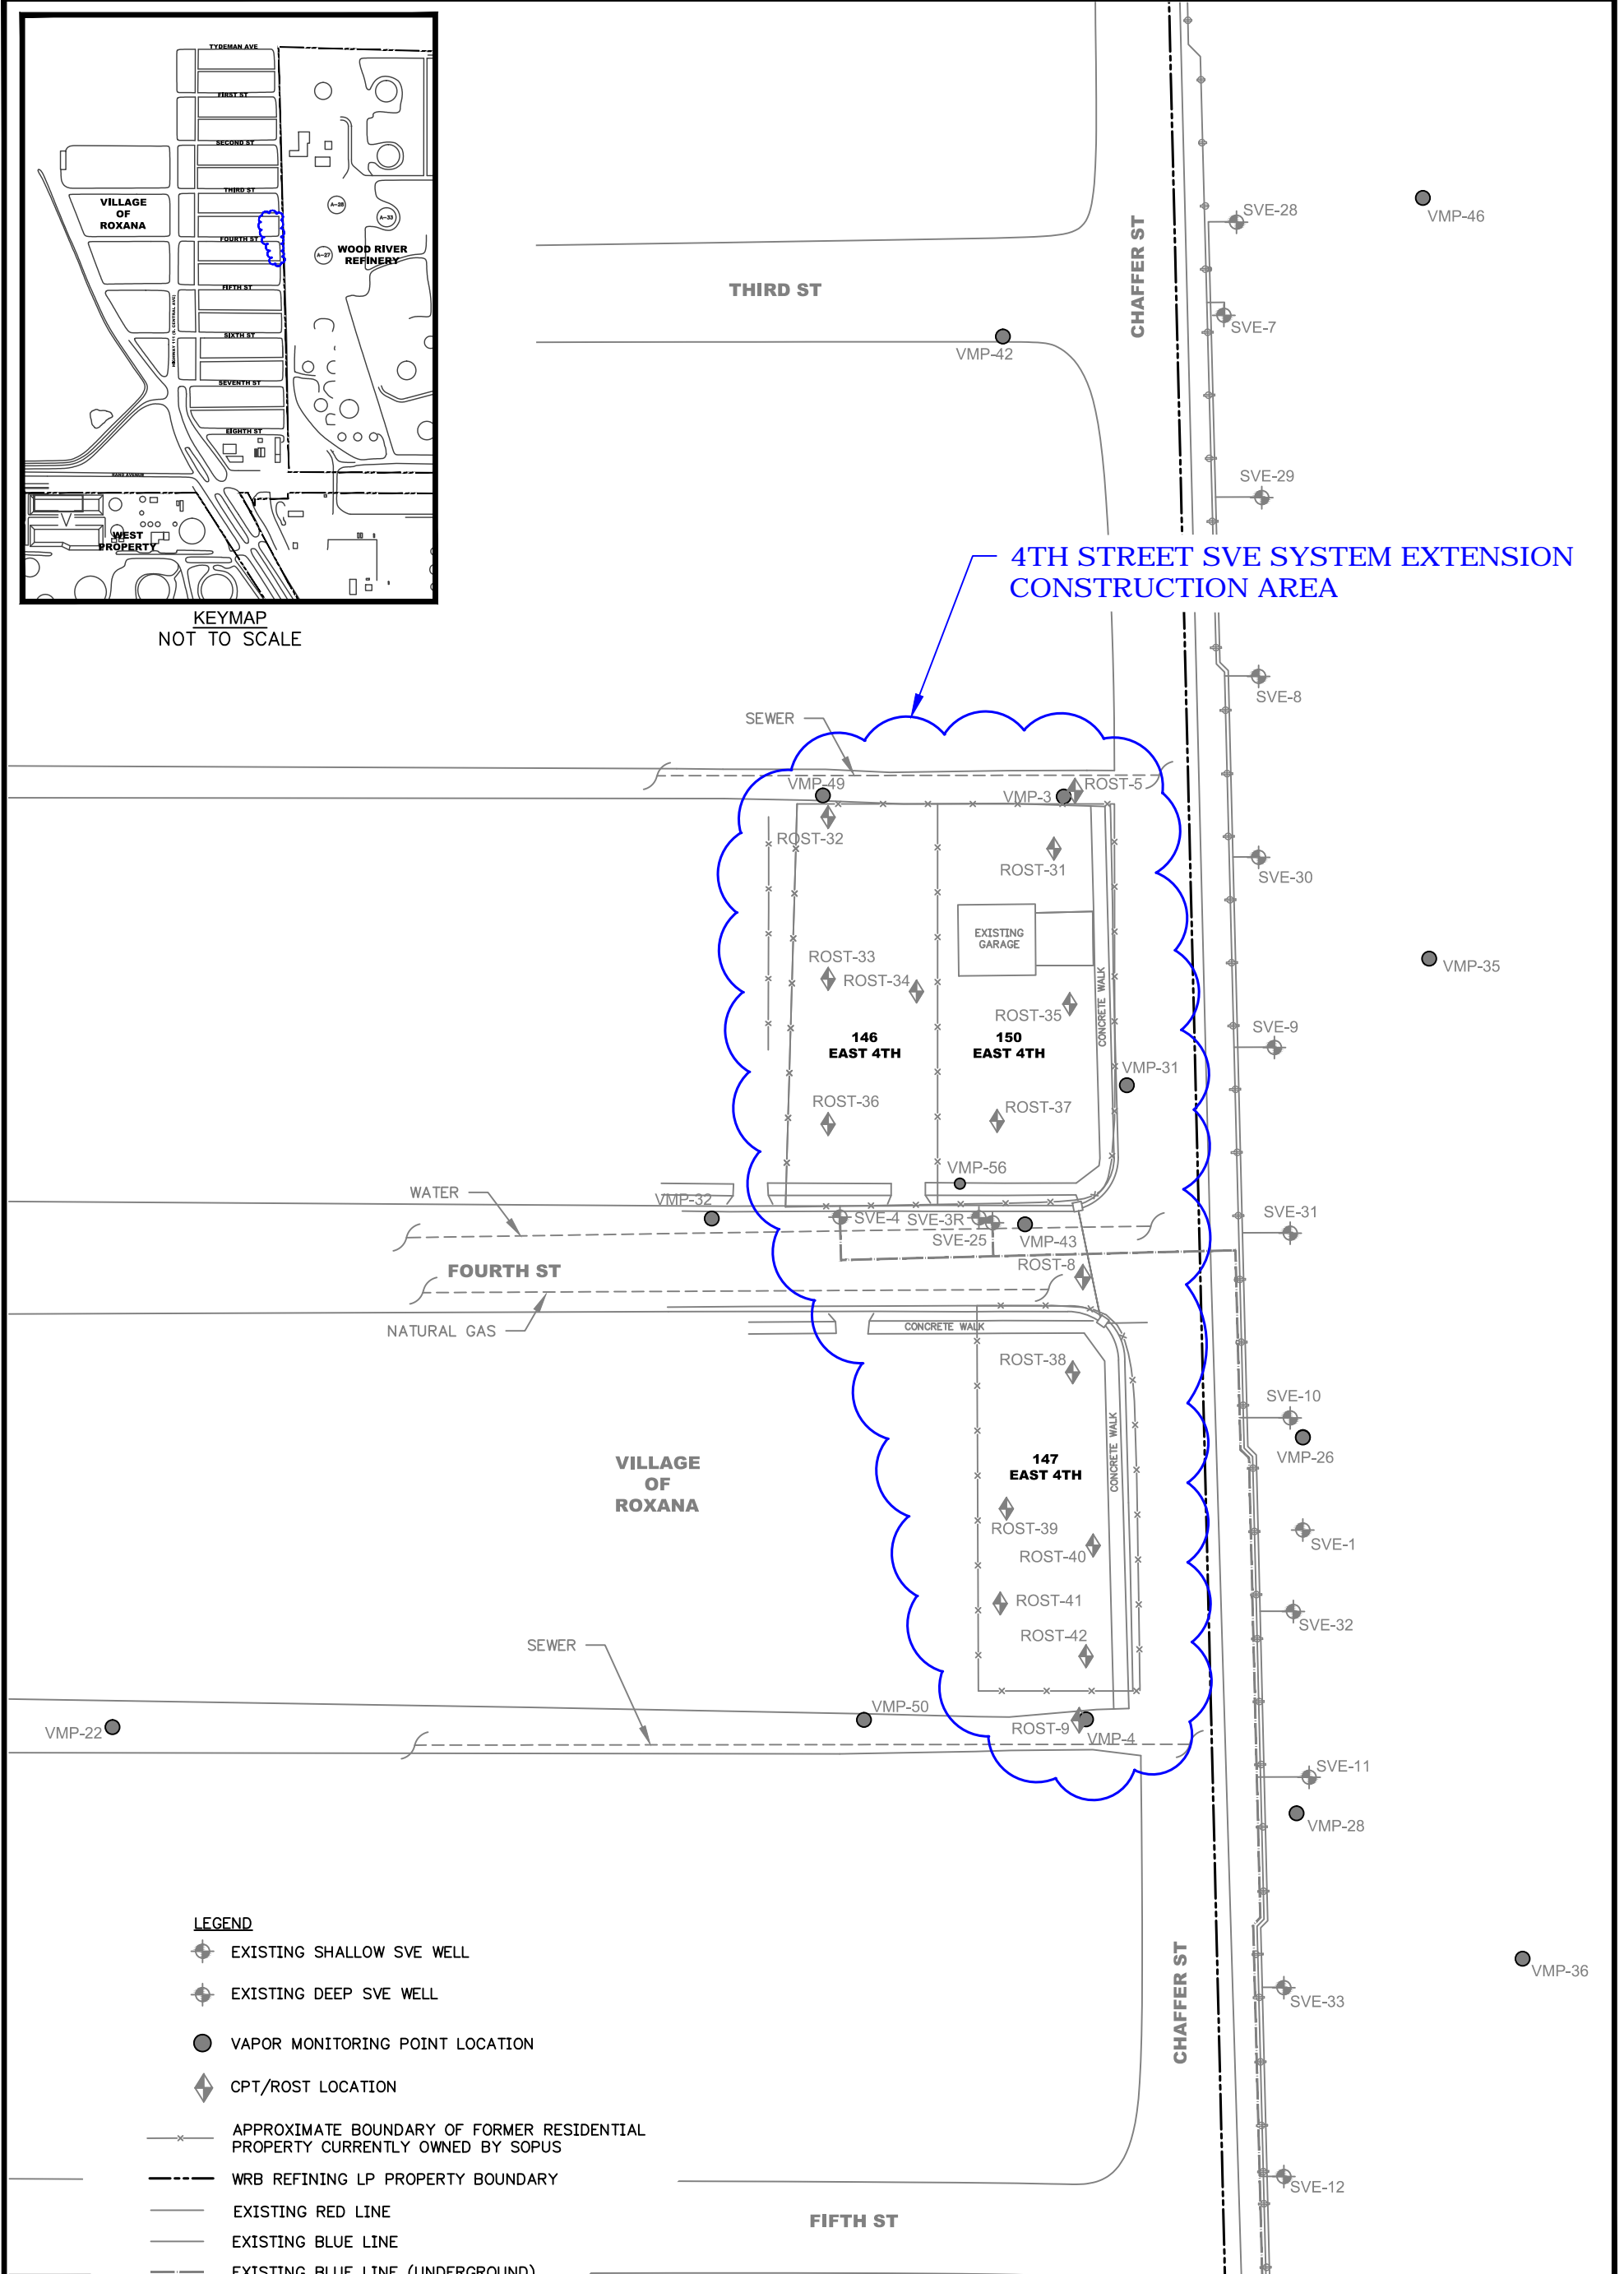 TYDEMAN AVE
FIRST ST
SECOND ST
THIRD ST
VILLAGE
OF
ROXANA
A-28
A-33
FOURTH ST
A-27
WOOD RIVER
REFINERY
FIFTH ST
SIXTH ST
SEVENTH ST
EIGHTH ST
WEST
PROPERTY
KEYMAP
NOT TO SCALE
CHAFFER ST
SVE-28
VMP-46
THIRD ST
SVE-7
VMP-42
SVE-29
4TH STREET SVE SYSTEM EXTENSION
CONSTRUCTION AREA
SVE-8
SEWER
VMP-49
VMP-3
ROST-5
ROST-32
ROST-31
SVE-30
EXISTING
GARAGE
ROST-33
ROST-34
VMP-35
CONCRETE WALK
ROST-35
SVE-9
146
EAST 4TH
150
EAST 4TH
VMP-31
ROST-36
ROST-37
VMP-56
WATER
VMP-32
SVE-4
SVE-3R
SVE-31
SVE-25
VMP-43
FOURTH ST
ROST-8
NATURAL GAS
CONCRETE WALK
ROST-38
SVE-10
CONCRETE WALK
VMP-26
VILLAGE
OF
ROXANA
147
EAST 4TH
ROST-39
SVE-1
ROST-40
ROST-41
SVE-32
ROST-42
SEWER
VMP-50
VMP-22
ROST-9
VMP-4
SVE-11
VMP-28
LEGEND
EXISTING SHALLOW SVE WELL
EXISTING DEEP SVE WELL
VAPOR MONITORING POINT LOCATION
CPT/ROST LOCATION
APPROXIMATE BOUNDARY OF FORMER RESIDENTIAL
PROPERTY CURRENTLY OWNED BY SOPUS
WRB REFINING LP PROPERTY BOUNDARY
EXISTING RED LINE
EXISTING BLUE LINE
EXISTING BLUE LINE (UNDERGROUND)
CHAFFER ST
VMP-36
SVE-33
SVE-12
FIFTH ST